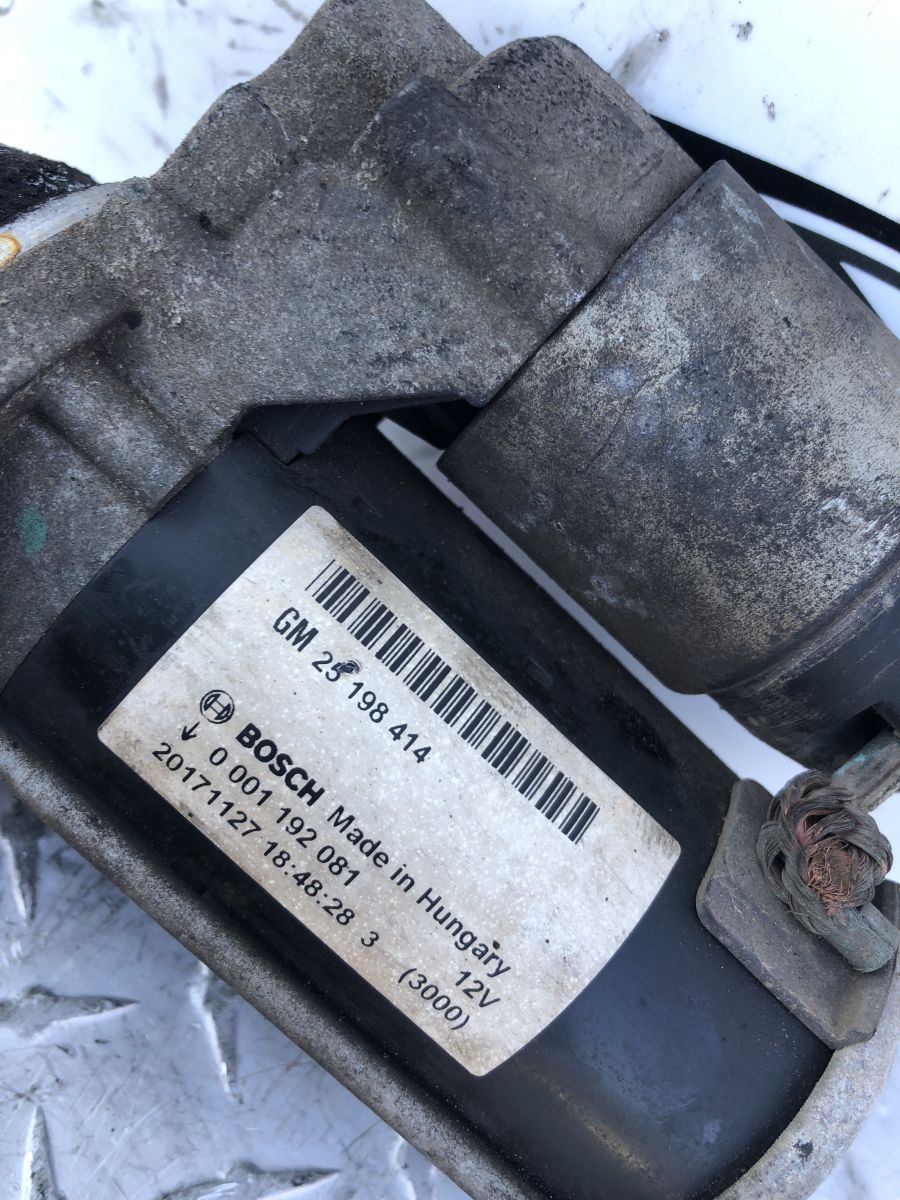 GM 25 198 414
BOSCH Made in Hungary
↓ 0 001 192 081 12V
20171127 18:48:28 3 (3000)